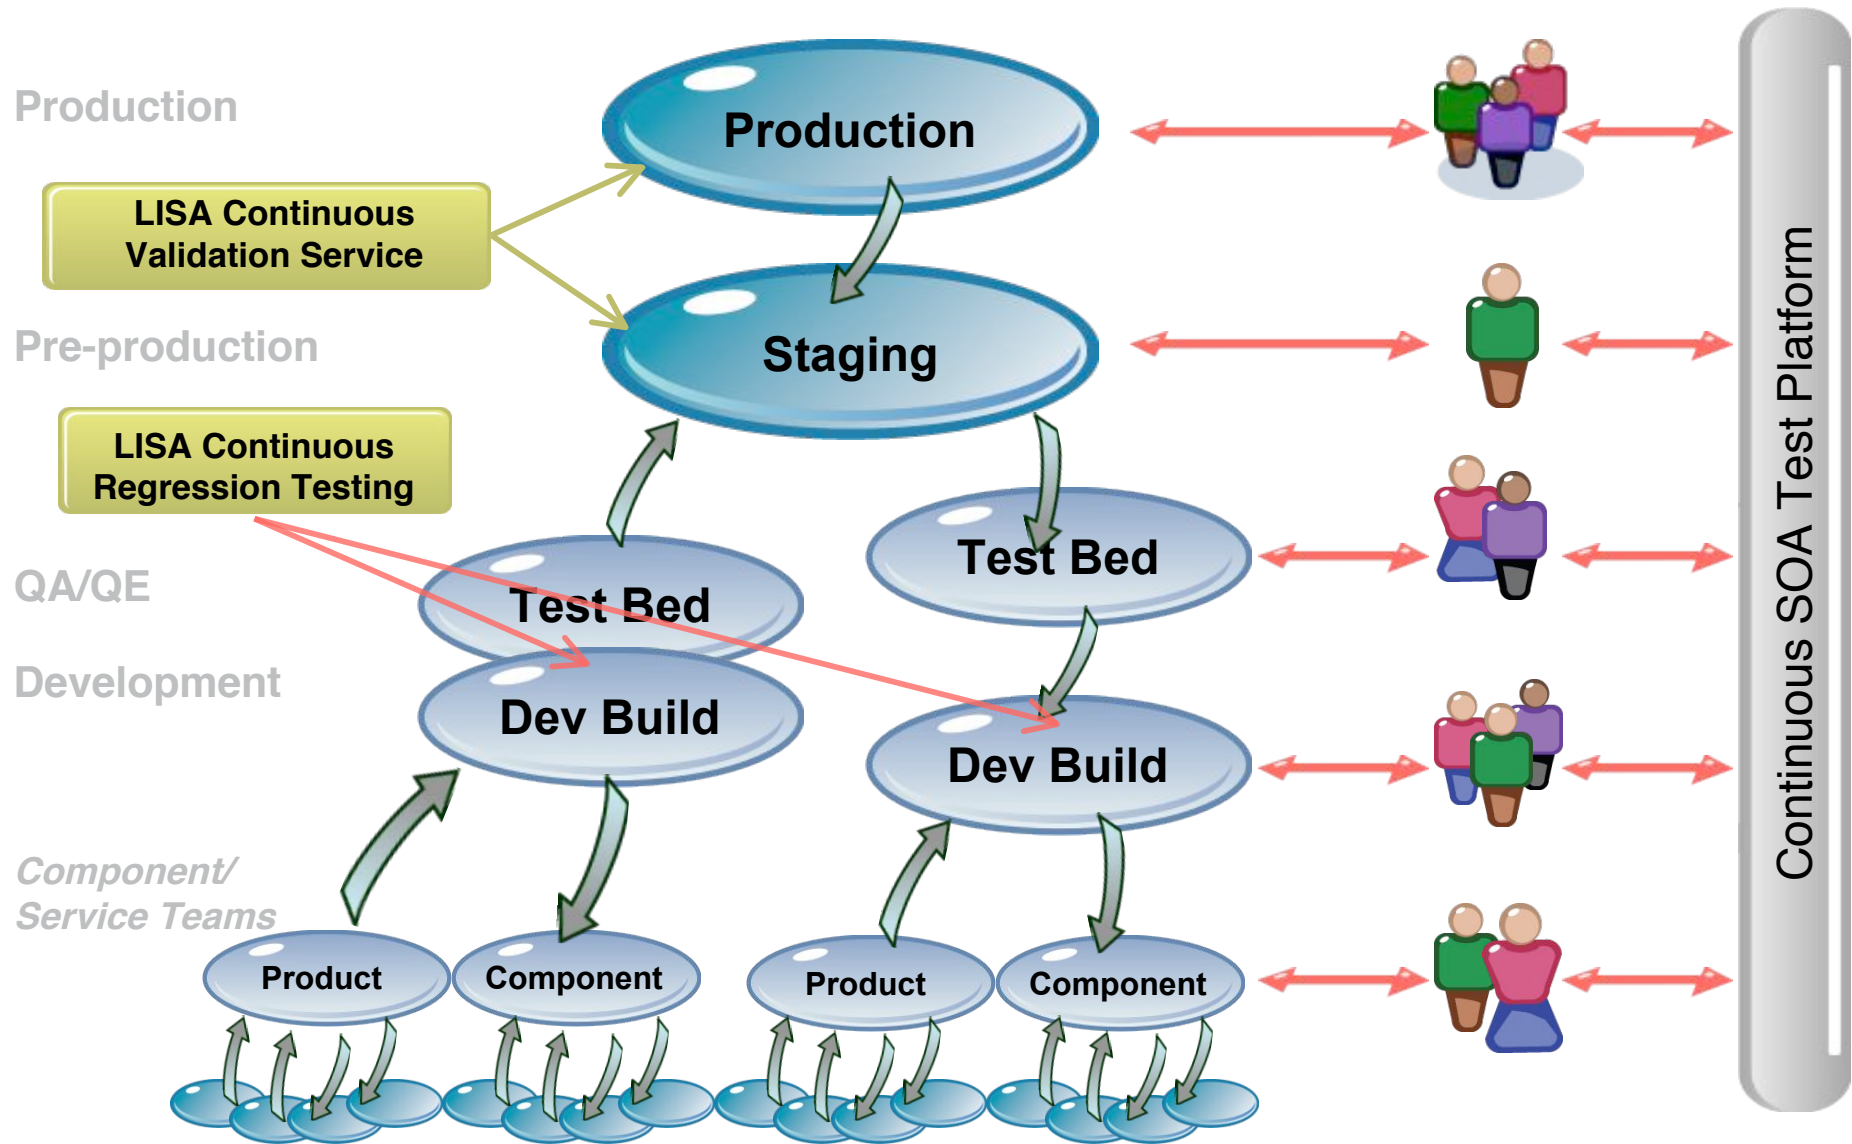 Production
Production
LISA Continuous
Validation Service
Pre-production
Staging
LISA Continuous
Regression Testing
QA/QE
Test Bed
Test Bed
Development
Dev Build
Dev Build
Component/
Service Teams
Product
Component
Product
Component
Continuous SOA Test Platform